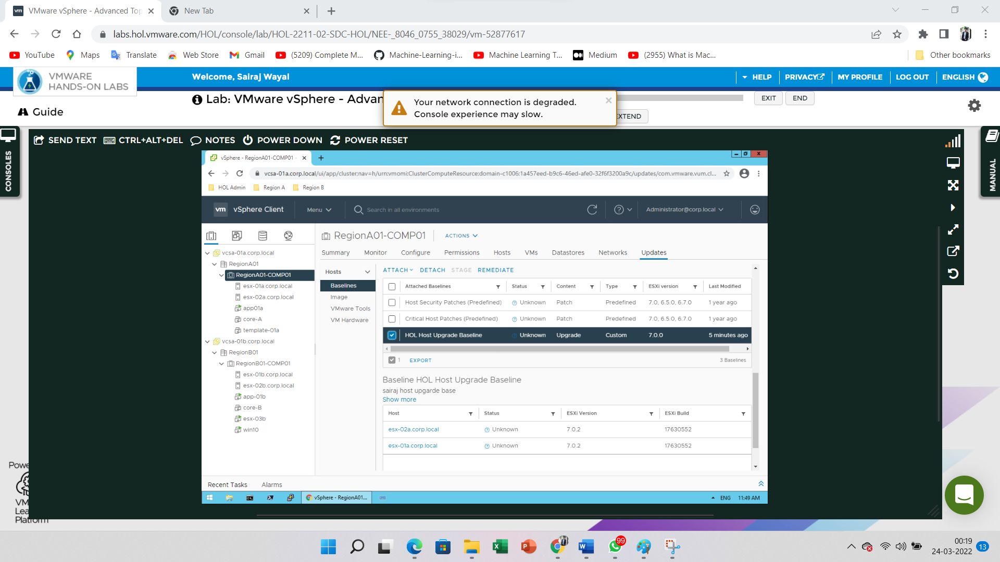 VMware vSphere - Advanced Top
New Tab
labs.hol.vmware.com/HOL/console/lab/HOL-2211-02-SDC-HOL/NEE-_8046_0755_38029/vm-52877617
YouTube
Maps
Translate
Web Store
Gmail
(5209) Complete M...
Machine-Learning-i...
Machine Learning T...
Medium
(2955) What is Mac...
Other bookmarks
VMWARE
HANDS-ON LABS
Welcome, Sairaj Wayal
HELP
PRIVACY
MY PROFILE
LOG OUT
ENGLISH
Lab: VMware vSphere - Advan
Guide
Your network connection is degraded.
Console experience may slow.
EXIT
END
EXTEND
CONSOLES
MANUAL
SEND TEXT
CTRL+ALT+DEL
NOTES
POWER DOWN
POWER RESET
vSphere - RegionA01-COMP01 -
vcsa-01a.corp.local/ui/app/cluster;nav=h/urn:vmomi:ClusterComputeResource:domain-c1006:1a457eed-b9c6-46ed-afe0-32f6f3200a9c/updates/com.vmware.vum.cl...
HOL Admin
Region A
Region B
vm
vSphere Client
Menu
Search in all environments
Administrator@corp.local
vcsa-01a.corp.local
RegionA01
RegionA01-COMP01
esx-01a.corp.local
esx-02a.corp.local
app01a
core-A
template-01a
vcsa-01b.corp.local
RegionB01
RegionB01-COMP01
esx-01b.corp.local
esx-02b.corp.local
app-01b
core-B
esx-03b
win10
RegionA01-COMP01
ACTIONS
Summary Monitor Configure Permissions Hosts VMs Datastores Networks Updates
Hosts
Baselines
Image
VMware Tools
VM Hardware
ATTACH DETACH STAGE REMEDIATE
Attached Baselines Status Content Type ESXi version Last Modified
Host Security Patches (Predefined) Unknown Patch Predefined 7.0, 6.5.0, 6.7.0 1 year ago
Critical Host Patches (Predefined) Unknown Patch Predefined 7.0, 6.5.0, 6.7.0 1 year ago
HOL Host Upgrade Baseline Unknown Upgrade Custom 7.0.0 5 minutes ago
1 EXPORT 3 Baselines
Baseline HOL Host Upgrade Baseline
sairaj host upgarde base
Show more
Host Status ESXi Version ESXi Build
esx-02a.corp.local Unknown 7.0.2 17630552
esx-01a.corp.local Unknown 7.0.2 17630552
Recent Tasks
Alarms
vSphere - RegionA01...
ENG
11:49 AM
Powe
VM
Lea
Platform
99
00:19
24-03-2022
13